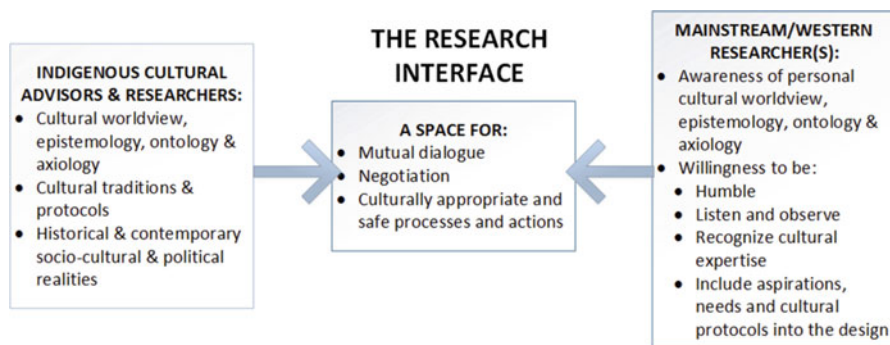 INDIGENOUS CULTURAL
ADVISORS & RESEARCHERS:
• Cultural worldview,
epistemology, ontology &
axiology
• Cultural traditions &
protocols
• Historical & contemporary
socio-cultural & political
realities
THE RESEARCH
INTERFACE
A SPACE FOR:
• Mutual dialogue
• Negotiation
• Culturally appropriate and
safe processes and actions
MAINSTREAM/WESTERN
RESEARCHER(S):
• Awareness of personal
cultural worldview,
epistemology, ontology &
axiology
• Willingness to be:
• Humble
• Listen and observe
• Recognize cultural
expertise
• Include aspirations,
needs and cultural
protocols into the design